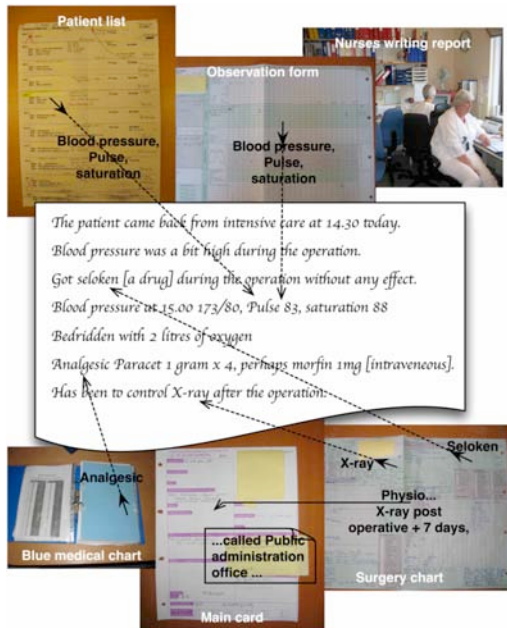 Patient list
Nurses writing report
Observation form
Blood pressure,
Pulse,
saturation
Blood pressure,
Pulse,
saturation
The patient came back from intensive care at 14.30 today.
Blood pressure was a bit high during the operation.
Got seloken [a drug] during the operation without any effect.
Blood pressure at 15.00 173/80, Pulse 83, saturation 88
Bedridden with 2 litres of oxygen
Analgesic Paracet 1 gram x 4, perhaps morfin 1mg [intraveneous].
Has been to control X-ray after the operation.
Analgesic
Blue medical chart
X-ray
Seloken
Physio...
X-ray post
operative + 7 days,
Surgery chart
...called Public
administration
office ...
Main card